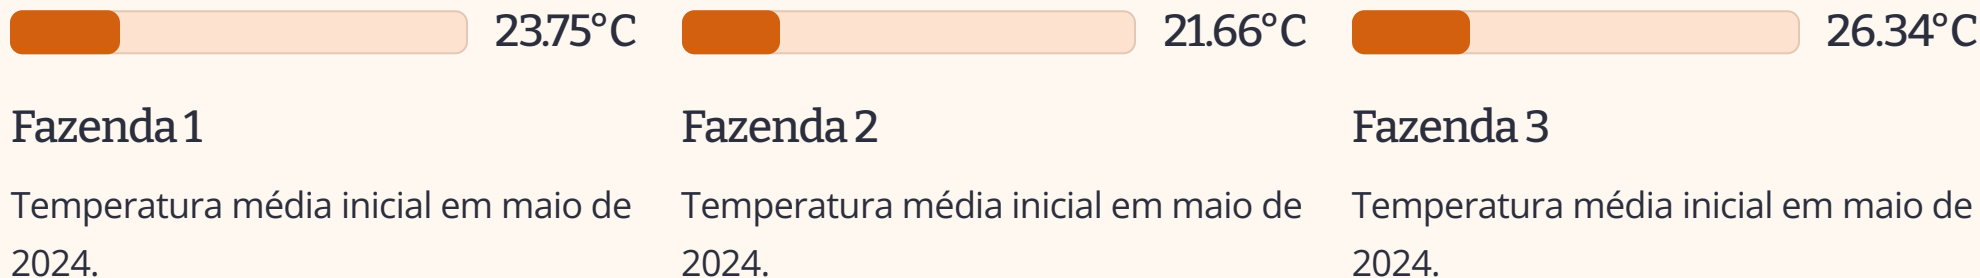 23.75°C
Fazenda 1
Temperatura média inicial em maio de
2024.
21.66°C
Fazenda 2
Temperatura média inicial em maio de
2024.
26.34°C
Fazenda 3
Temperatura média inicial em maio de
2024.